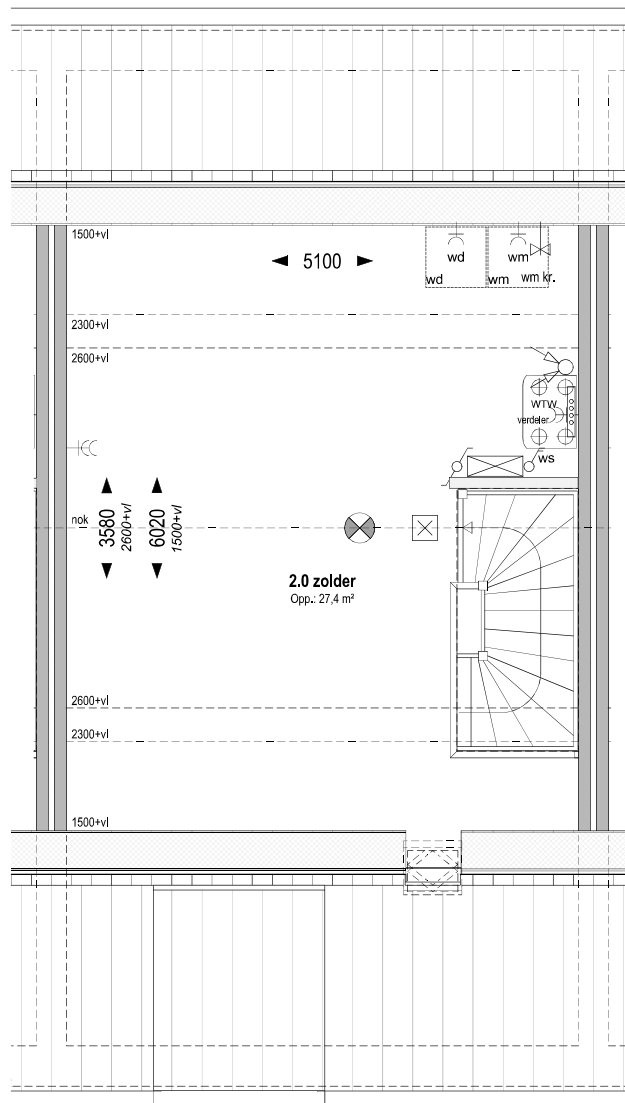 1500+vl
5100
wd
wm
wd
wm
wm kr.
2300+vl
2600+vl
WTW
verdeler
ws
nok
3580
2600+vl
6020
1500+vl
2.0 zolder
Opp.: 27,4 m²
2600+vl
2300+vl
1500+vl